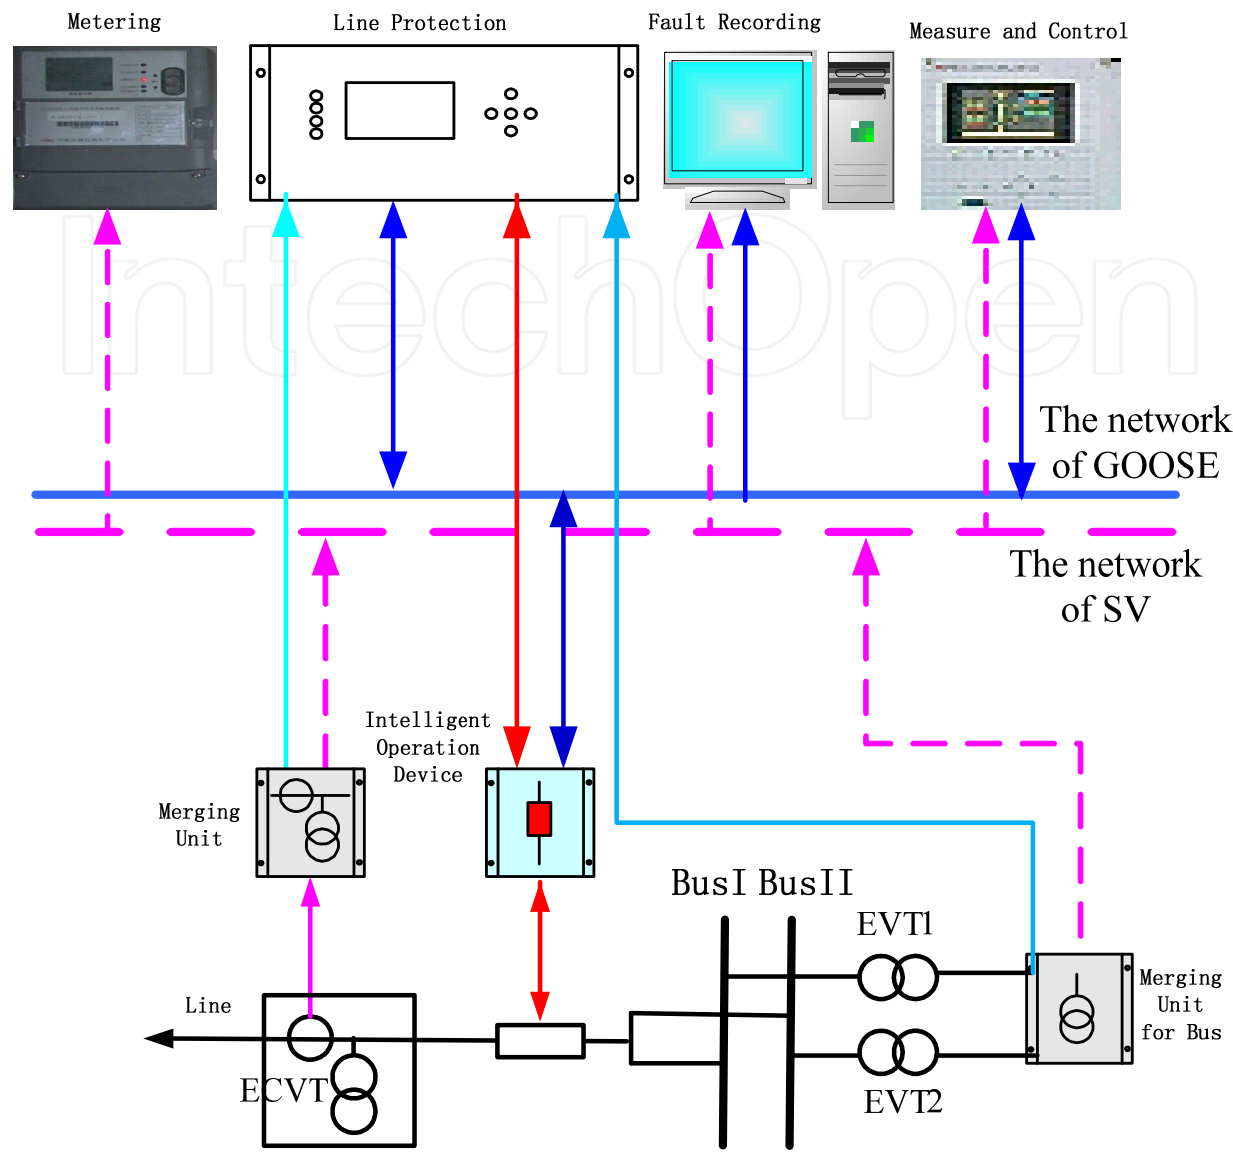 Metering
Line Protection
Fault Recording
Measure and Control
IntechOpen
The network
of GOOSE
The network
of SV
Intelligent
Operation
Device
Merging
Unit
BusI BusII
EVT1
Line
ECVT
EVT2
Merging
Unit
for Bus